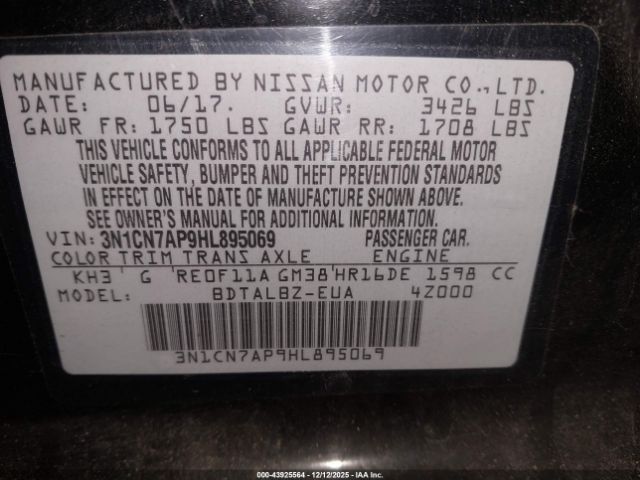 MANUFACTURED BY NISSAN MOTOR CO., LTD.
DATE: 06/17. GVWR: 3426 LBS
GAWR FR: 1750 LBS GAWR RR: 1708 LBS
THIS VEHICLE CONFORMS TO ALL APPLICABLE FEDERAL MOTOR
VEHICLE SAFETY, BUMPER AND THEFT PREVENTION STANDARDS
IN EFFECT ON THE DATE OF MANUFACTURE SHOWN ABOVE.
SEE OWNER'S MANUAL FOR ADDITIONAL INFORMATION.
VIN: 3N1CN7AP9HL895069 PASSENGER CAR.
COLOR TRIM TRANS AXLE ENGINE
KH3 G RE0F11A GM38 HR16DE 1598 CC
MODEL: BDTALBZ-EUA 4Z000
3N1CN7AP9HL895069
000-43925564 - 12/12/2025 - IAA Inc.